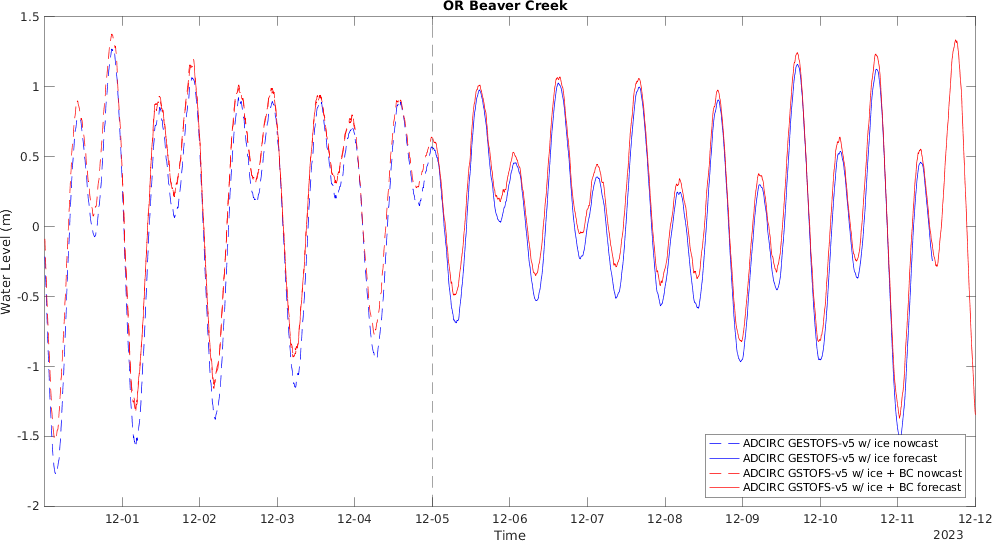 OR Beaver Creek
1.5
1
0.5
0
-0.5
-1
-1.5
-2
Water Level (m)
12-01 12-02 12-03 12-04 12-05 12-06 12-07 12-08 12-09 12-10 12-11 12-12
Time
2023
ADCIRC GESTOFS-v5 w/ ice nowcast
ADCIRC GESTOFS-v5 w/ ice forecast
ADCIRC GSTOFS-v5 w/ ice + BC nowcast
ADCIRC GSTOFS-v5 w/ ice + BC forecast